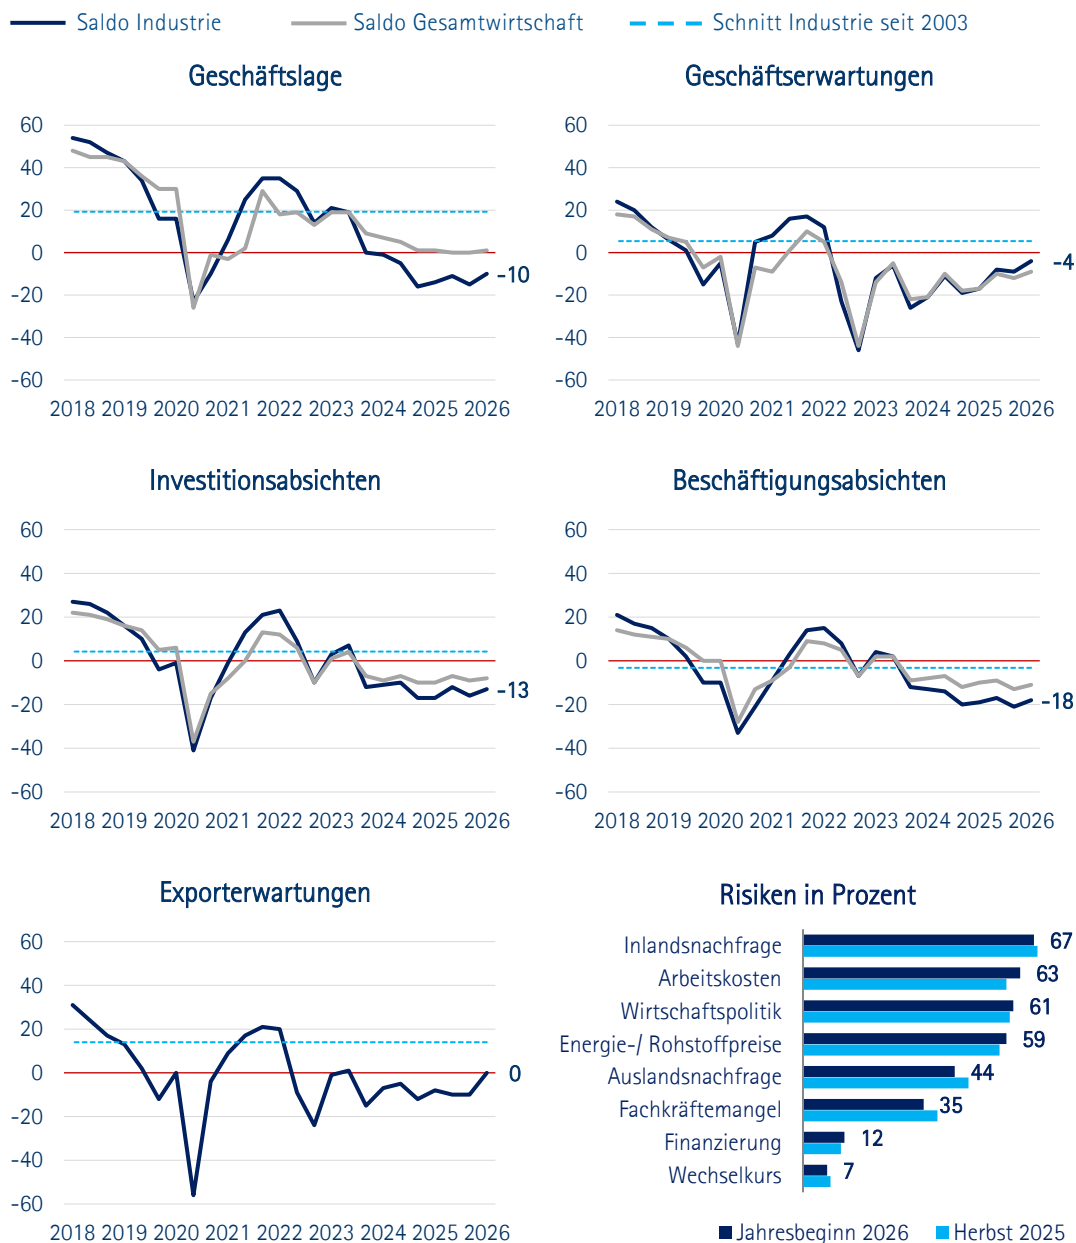 Saldo Industrie Saldo Gesamtwirtschaft Schnitt Industrie seit 2003
Geschäftslage
60
40
20
0
-20
-40
-60
-10
2018 2019 2020 2021 2022 2023 2024 2025 2026
Geschäftserwartungen
60
40
20
0
-20
-40
-60
-4
2018 2019 2020 2021 2022 2023 2024 2025 2026
Investitionsabsichten
60
40
20
0
-20
-40
-60
-13
2018 2019 2020 2021 2022 2023 2024 2025 2026
Beschäftigungsabsichten
60
40
20
0
-20
-40
-60
-18
2018 2019 2020 2021 2022 2023 2024 2025 2026
Exporterwartungen
60
40
20
0
-20
-40
-60
0
2018 2019 2020 2021 2022 2023 2024 2025 2026
Risiken in Prozent
Inlandsnachfrage 67
Arbeitskosten 63
Wirtschaftspolitik 61
Energie-/ Rohstoffpreise 59
Auslandsnachfrage 44
Fachkräftemangel 35
Finanzierung 12
Wechselkurs 7
Jahresbeginn 2026 Herbst 2025